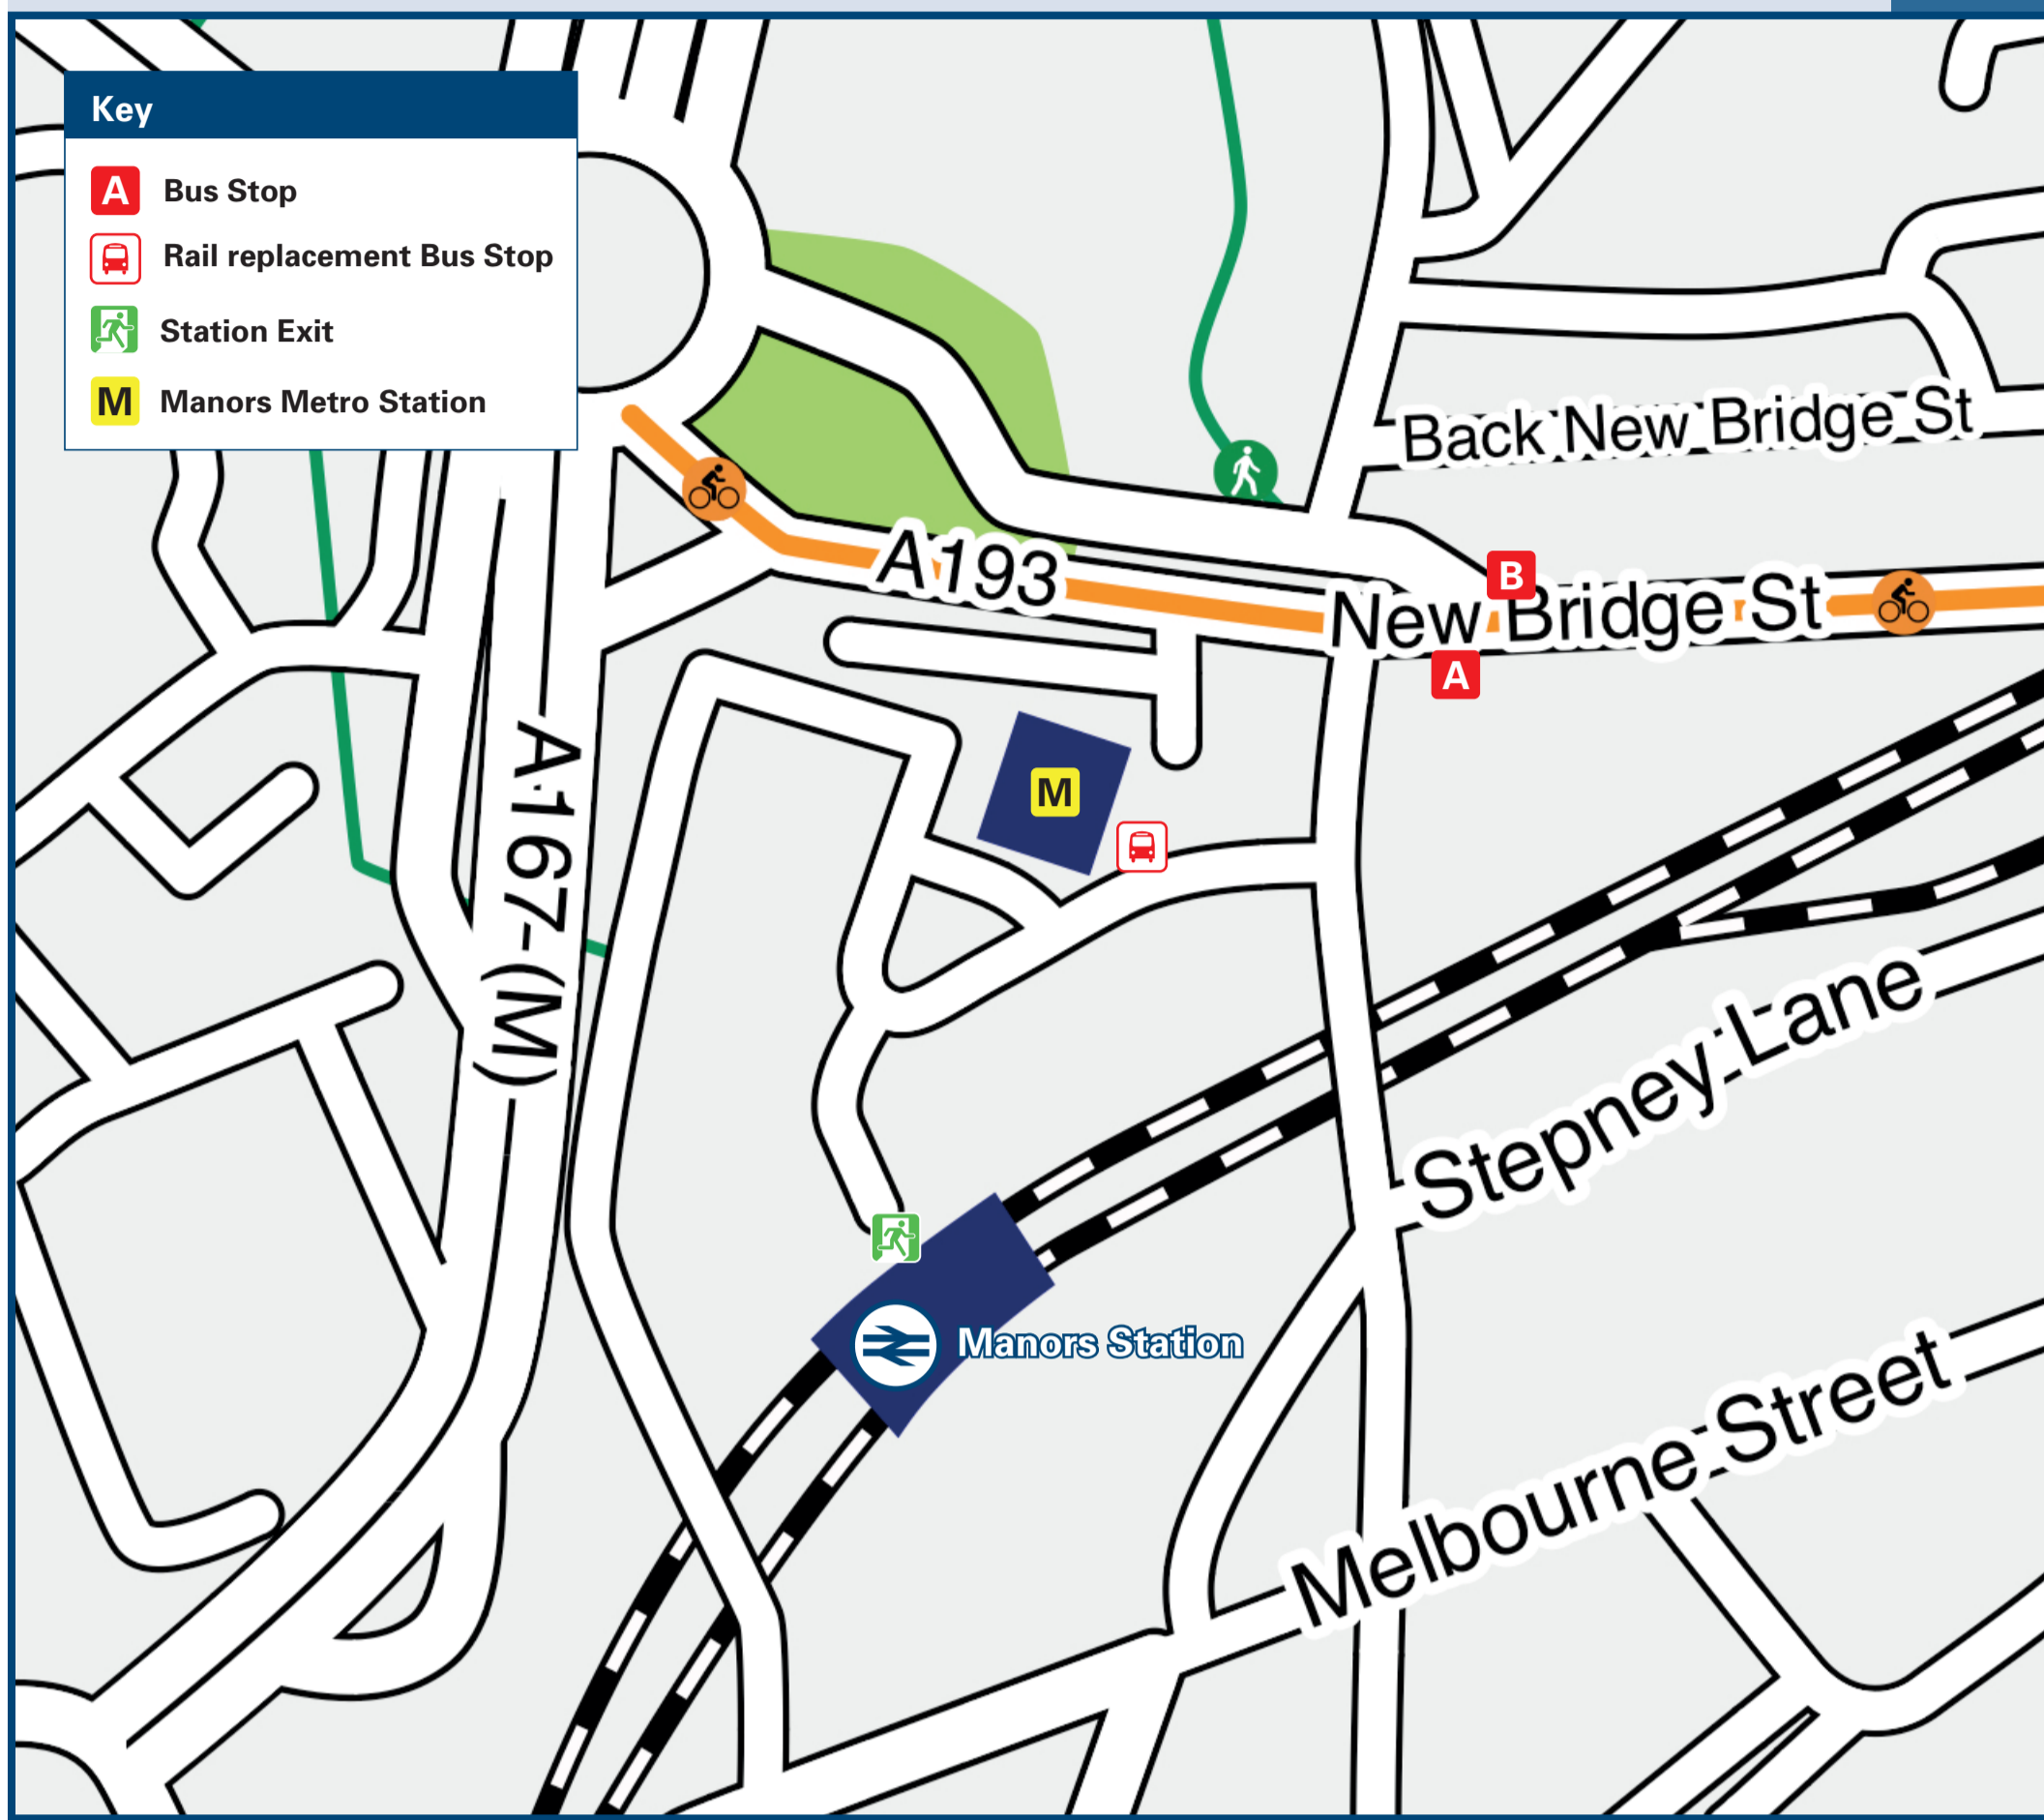 Key
A Bus Stop
Rail replacement Bus Stop
Station Exit
M Manors Metro Station
Back New Bridge St
A193
B
New Bridge St
A
A167(M)
M
Stepney Lane
Manors Station
Melbourne Street